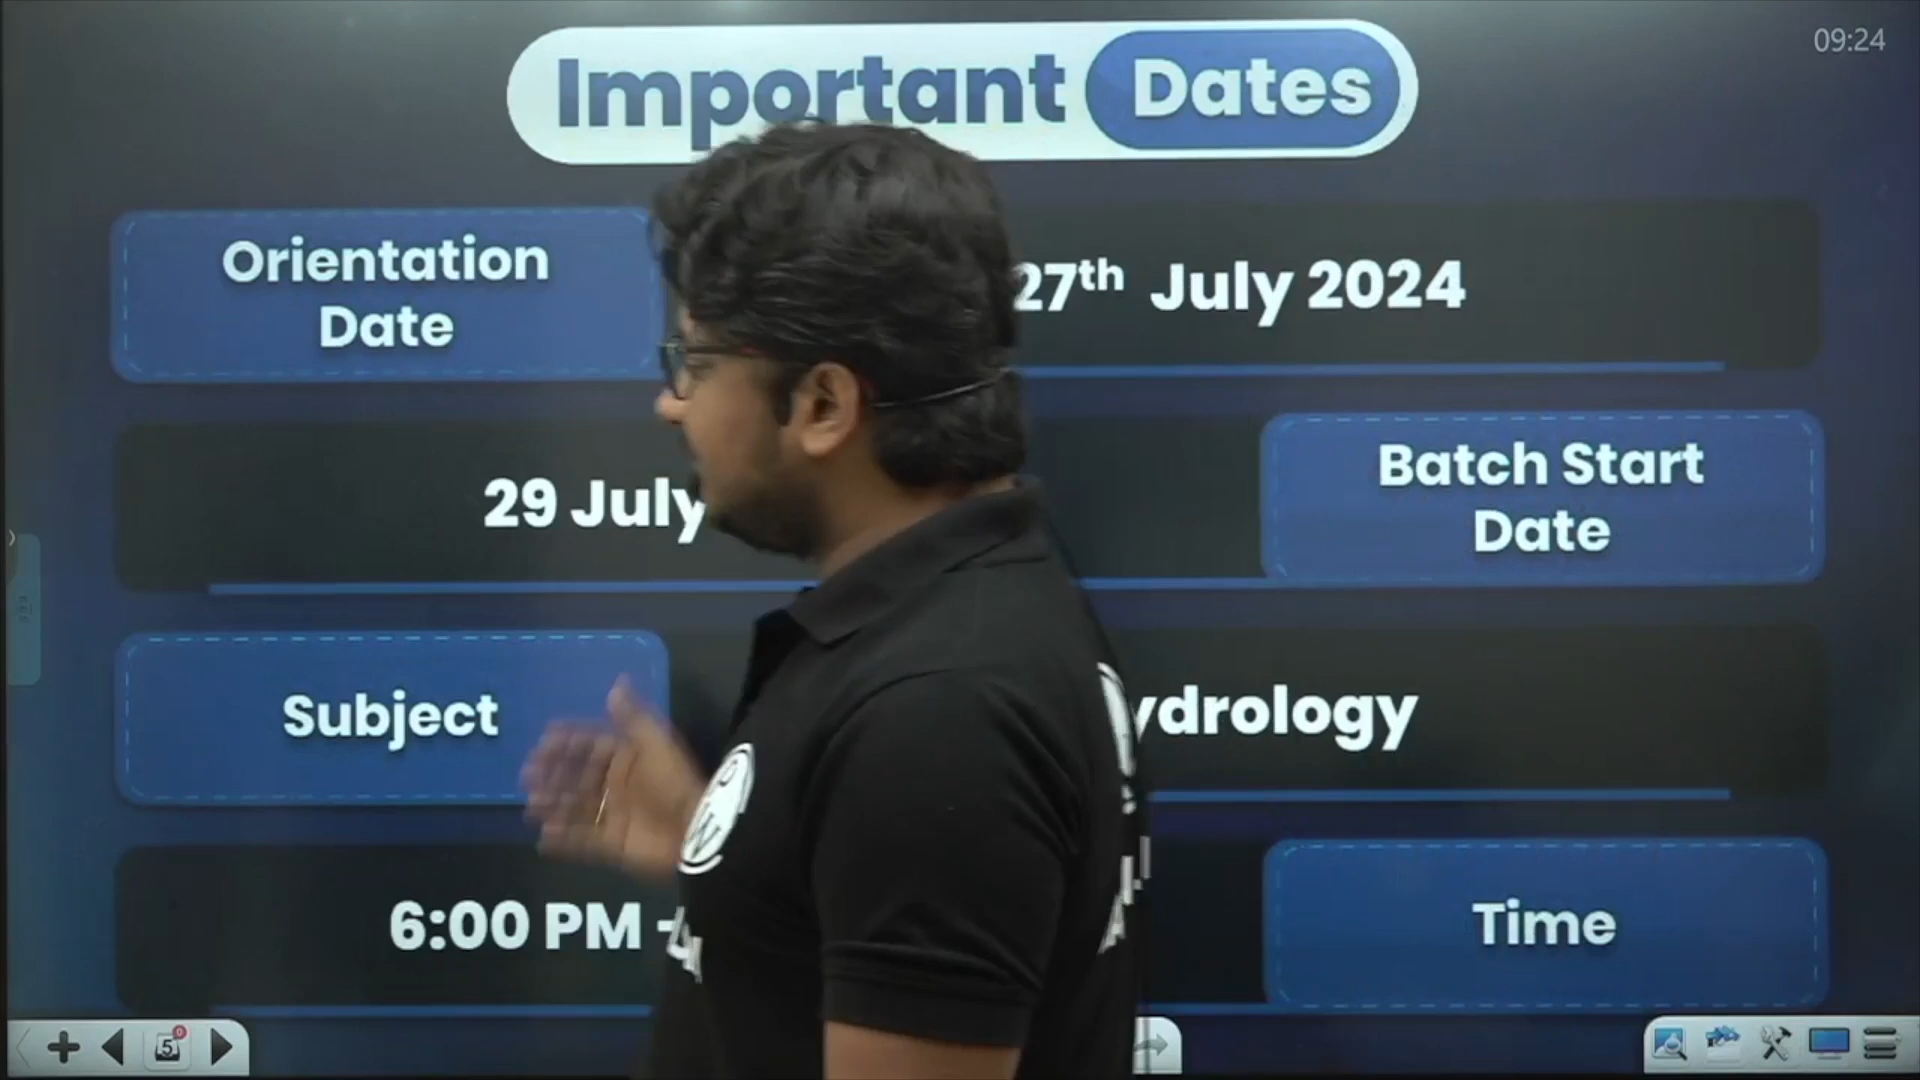 09:24
Important Dates
Orientation
Date
27th July 2024
29 July
Batch Start
Date
Subject
6:00 PM
Time
5